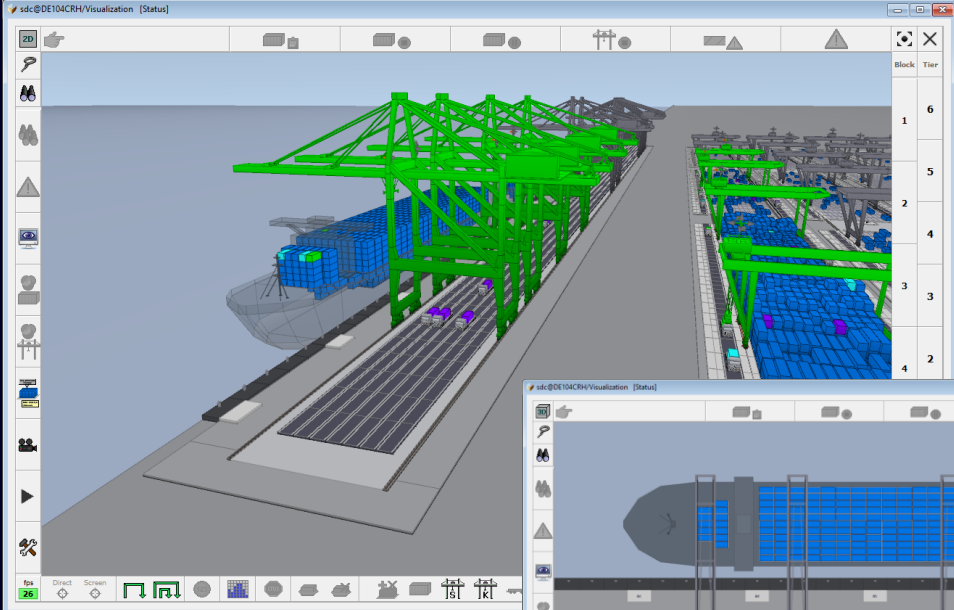 sdc@DE104CRH/Visualization [Status]
2D
Block Tier
6
1
5
2
4
3
3
2
4
sdc@DE104CRH/Visualization [Status]
3D
fps
26
Direct
Screen
S
K